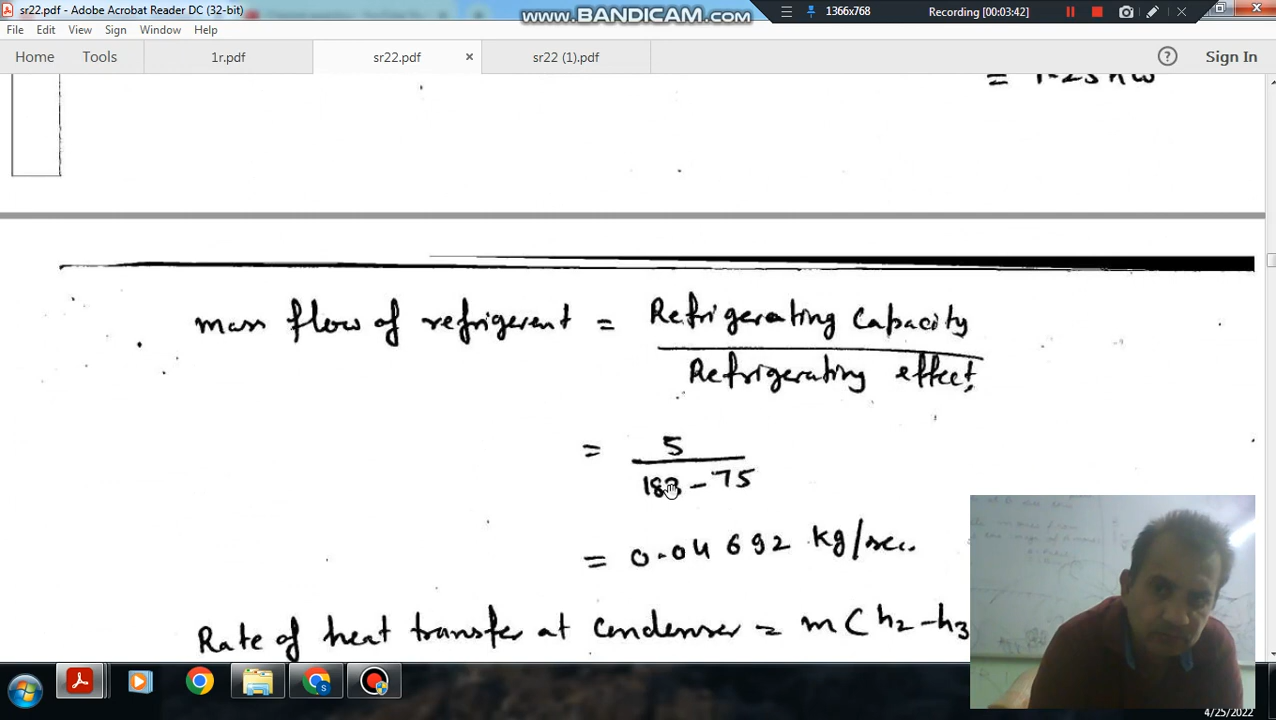 sr22.pdf - Adobe Acrobat Reader DC (32-bit)
www.BANDICAM.com
1366x768
Recording [00:03:42]
File Edit View Sign Window Help
Home Tools 1r.pdf sr22.pdf × sr22 (1).pdf ? Sign In
mass flow of refrigerent = Refrigerating Capacity
Refrigerating effect
= 5
- 75
= 0.04692 kg/sec.
Rate of heat transfer at condenser = m (h2-h3
4/25/2022